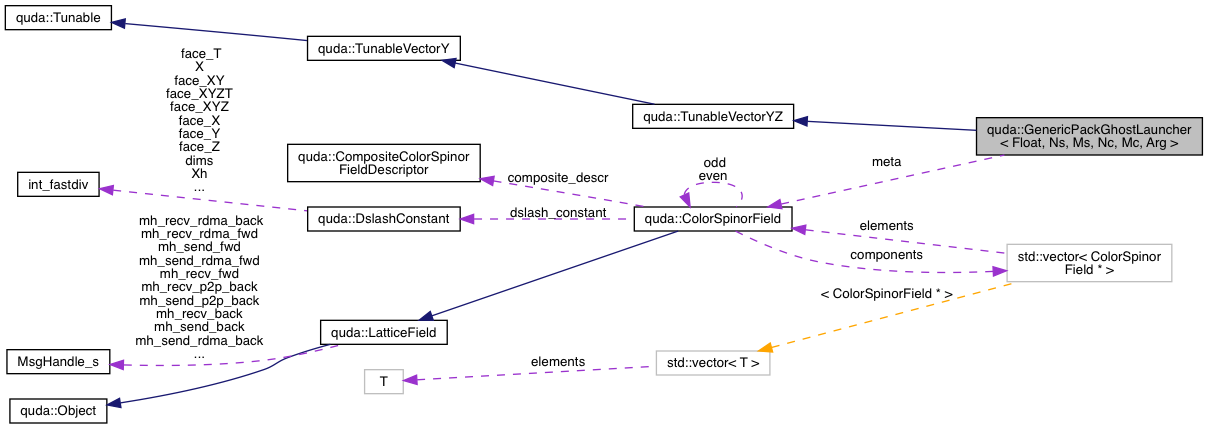 quda::Tunable
quda::TunableVectorY
face_T
X
face_XY
face_XYZT
face_XYZ
face_X
face_Y
face_Z
dims
Xh
...
quda::TunableVectorYZ
quda::GenericPackGhostLauncher
< Float, Ns, Ms, Nc, Mc, Arg >
quda::CompositeColorSpinor
FieldDescriptor
composite_descr
odd
even
meta
int_fastdiv
quda::DslashConstant
dslash_constant
quda::ColorSpinorField
elements
components
std::vector< ColorSpinor
Field * >
mh_recv_rdma_back
mh_recv_rdma_fwd
mh_send_fwd
mh_send_rdma_fwd
mh_recv_fwd
mh_recv_p2p_back
mh_send_p2p_back
mh_recv_back
mh_send_back
mh_send_rdma_back
...
< ColorSpinorField * >
quda::LatticeField
MsgHandle_s
elements
std::vector< T >
T
quda::Object